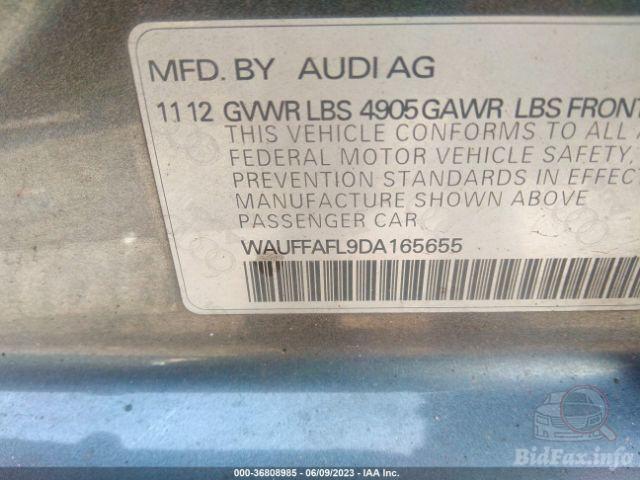 MFD. BY AUDI AG
11 12 GVWR LBS 4905 GAWR LBS FRONT
THIS VEHICLE CONFORMS TO ALL
FEDERAL MOTOR VEHICLE SAFETY,
PREVENTION STANDARDS IN EFFECT
MANUFACTURE SHOWN ABOVE
PASSENGER CAR
WAUFFAFL9DA165655
BidFax.info
000-36808985 - 06/09/2023 - IAA Inc.